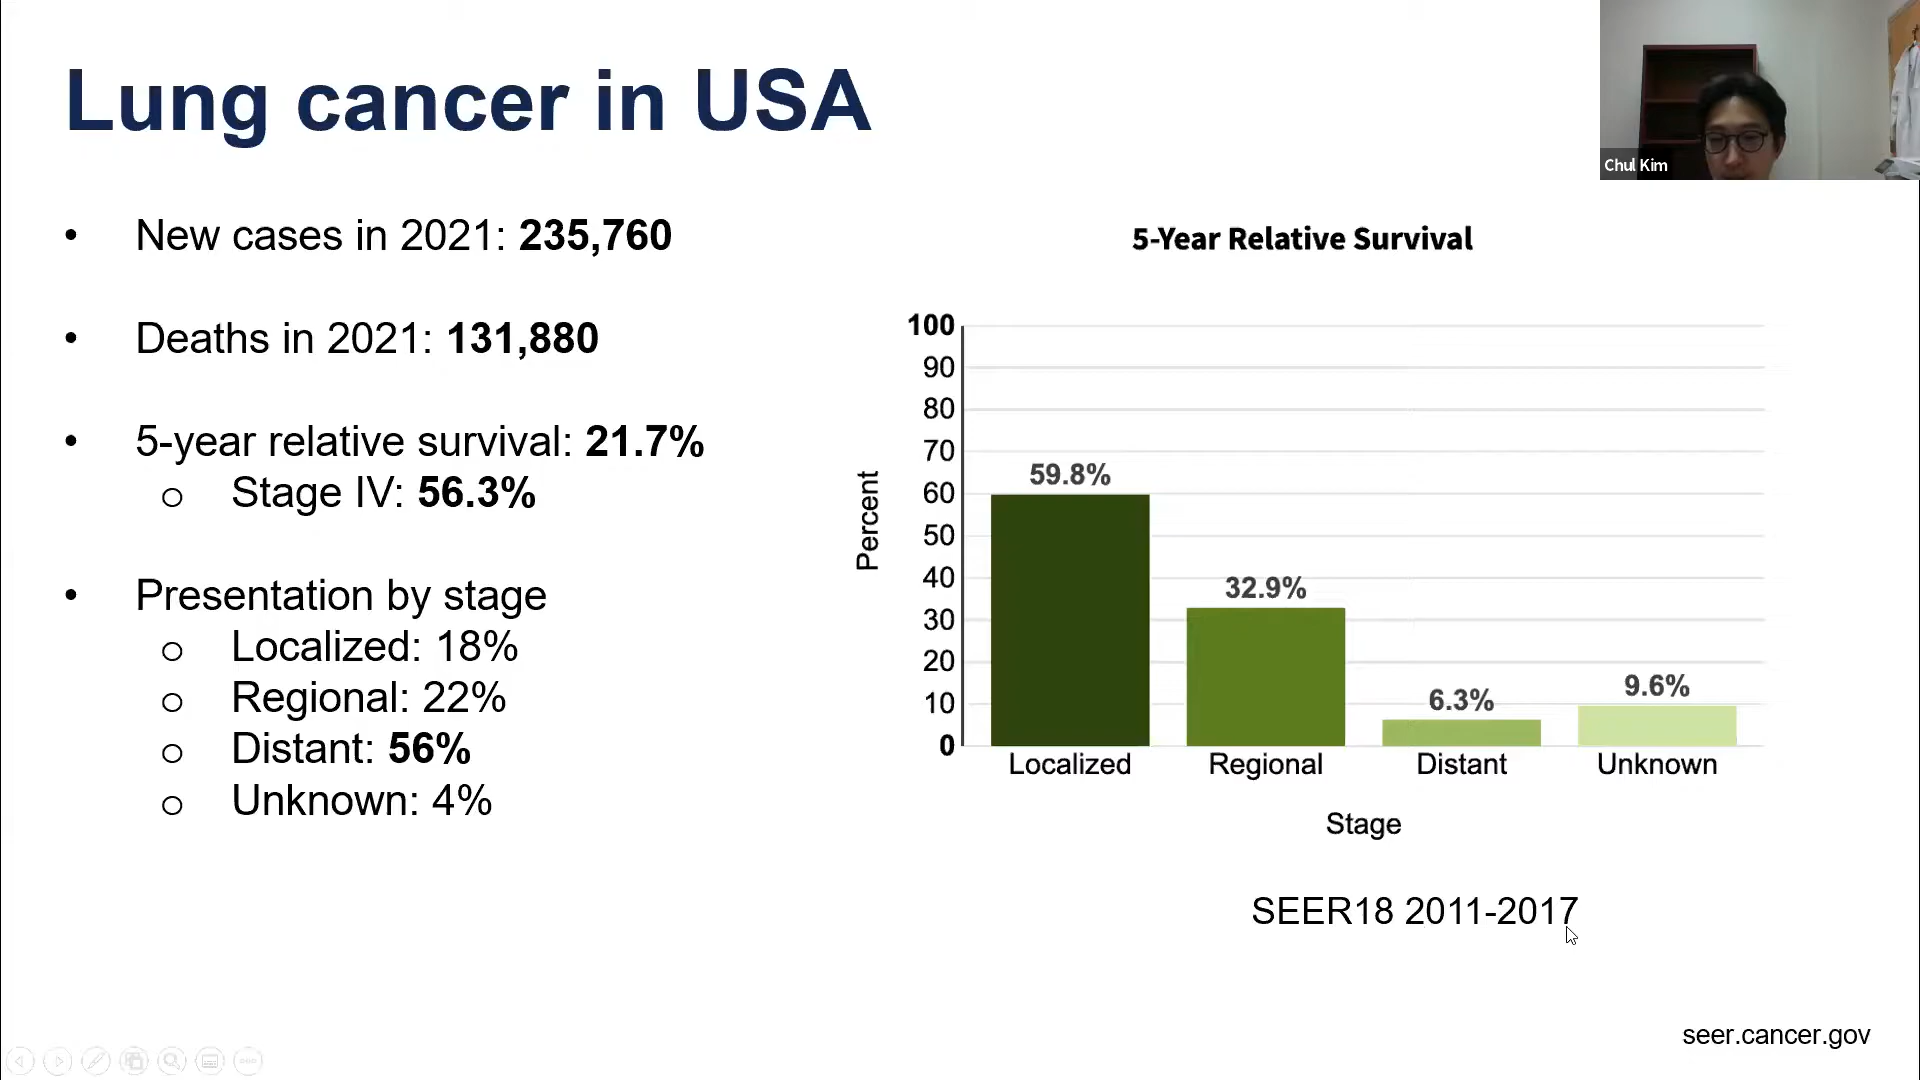 Lung cancer in USA
Chul Kim
• New cases in 2021: 235,760
• Deaths in 2021: 131,880
• 5-year relative survival: 21.7%
o Stage IV: 56.3%
• Presentation by stage
o Localized: 18%
o Regional: 22%
o Distant: 56%
o Unknown: 4%
5-Year Relative Survival
Percent
100
90
80
70
60
50
40
30
20
10
0
59.8%
32.9%
6.3%
9.6%
Localized Regional Distant Unknown
Stage
SEER18 2011-2017
seer.cancer.gov